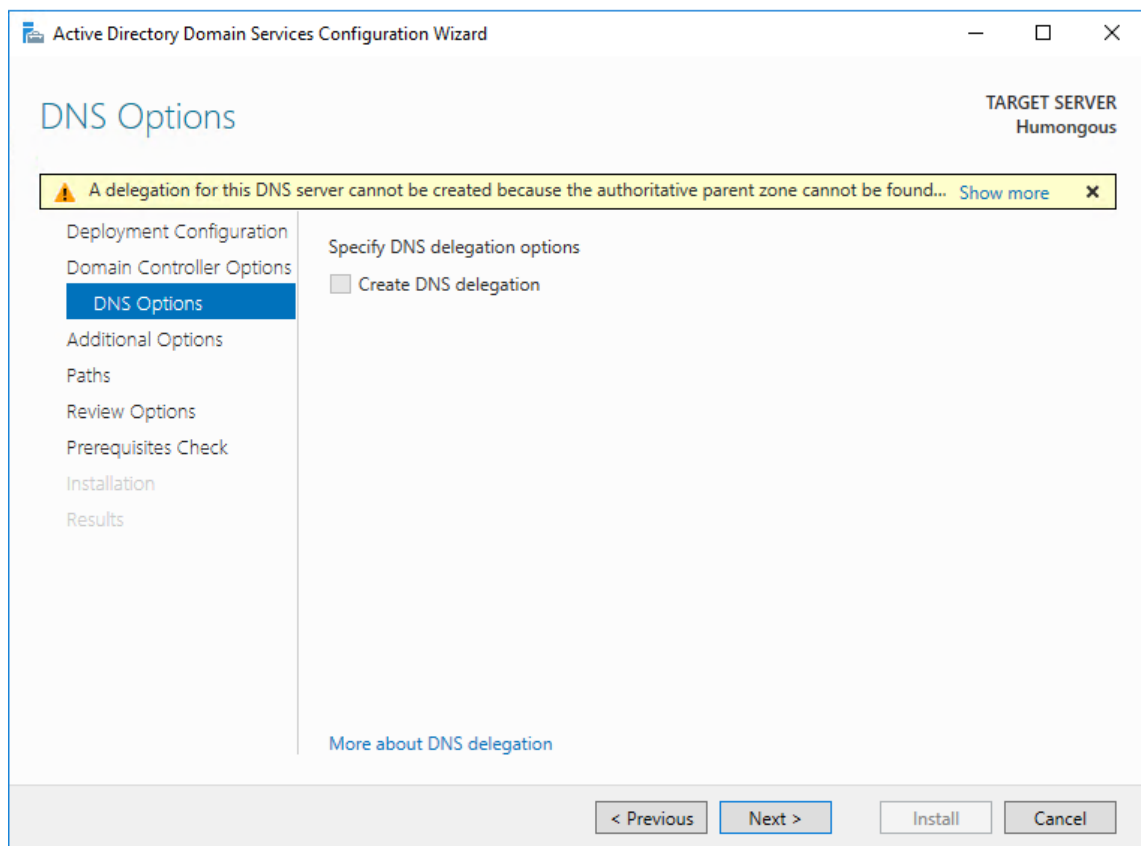 Active Directory Domain Services Configuration Wizard
DNS Options
TARGET SERVER
Humongous
A delegation for this DNS server cannot be created because the authoritative parent zone cannot be found... Show more
Deployment Configuration
Domain Controller Options
DNS Options
Additional Options
Paths
Review Options
Prerequisites Check
Installation
Results
Specify DNS delegation options
Create DNS delegation
More about DNS delegation
< Previous
Next >
Install
Cancel